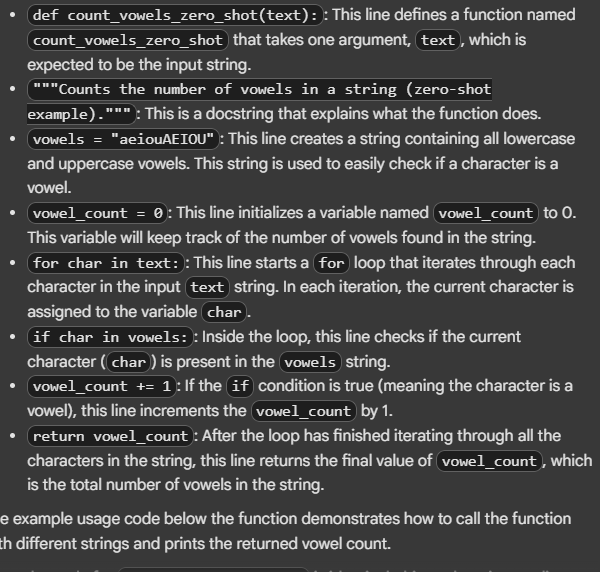 def count_vowels_zero_shot(text):: This line defines a function named
count_vowels_zero_shot that takes one argument, text, which is
expected to be the input string.
"""Counts the number of vowels in a string (zero-shot
example).""": This is a docstring that explains what the function does.
vowels = "aeiouAEIOU": This line creates a string containing all lowercase
and uppercase vowels. This string is used to easily check if a character is a
vowel.
vowel_count = 0: This line initializes a variable named vowel_count to 0.
This variable will keep track of the number of vowels found in the string.
for char in text:: This line starts a for loop that iterates through each
character in the input text string. In each iteration, the current character is
assigned to the variable char.
if char in vowels:: Inside the loop, this line checks if the current
character (char) is present in the vowels string.
vowel_count += 1: If the if condition is true (meaning the character is a
vowel), this line increments the vowel_count by 1.
return vowel_count: After the loop has finished iterating through all the
characters in the string, this line returns the final value of vowel_count, which
is the total number of vowels in the string.
e example usage code below the function demonstrates how to call the function
th different strings and prints the returned vowel count.